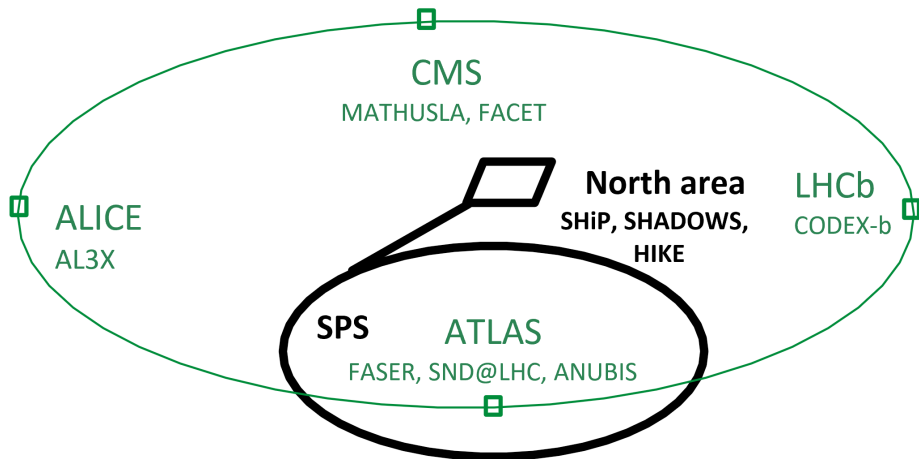 CMS
MATHUSLA, FACET
North area
SHiP, SHADOWS,
HIKE
LHCb
CODEX-b
ALICE
AL3X
SPS
ATLAS
FASER, SND@LHC, ANUBIS